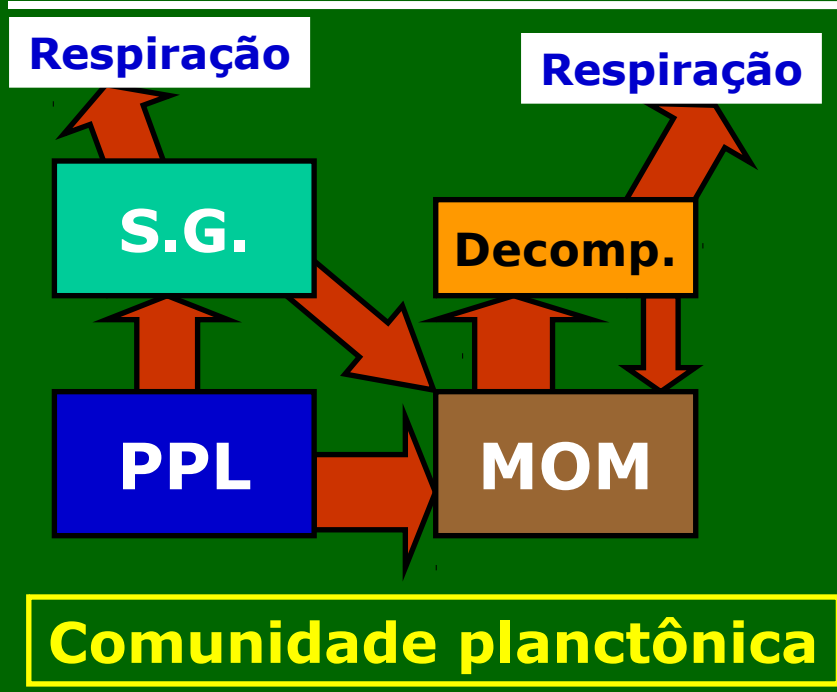 Respiração
Respiração
S.G.
Decomp.
PPL
MOM
Comunidade planctônica